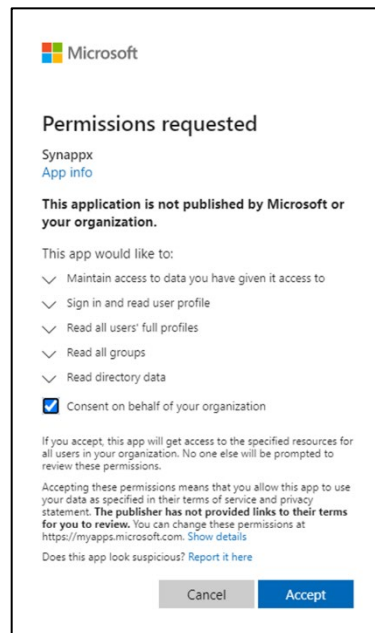 Microsoft
Permissions requested
Synappx
App info
This application is not published by Microsoft or
your organization.
This app would like to:
Maintain access to data you have given it access to
Sign in and read user profile
Read all users' full profiles
Read all groups
Read directory data
Consent on behalf of your organization
If you accept, this app will get access to the specified resources for
all users in your organization. No one else will be prompted to
review these permissions.
Accepting these permissions means that you allow this app to use
your data as specified in their terms of service and privacy
statement. The publisher has not provided links to their terms
for you to review. You can change these permissions at
https://myapps.microsoft.com. Show details
Does this app look suspicious? Report it here
Cancel Accept